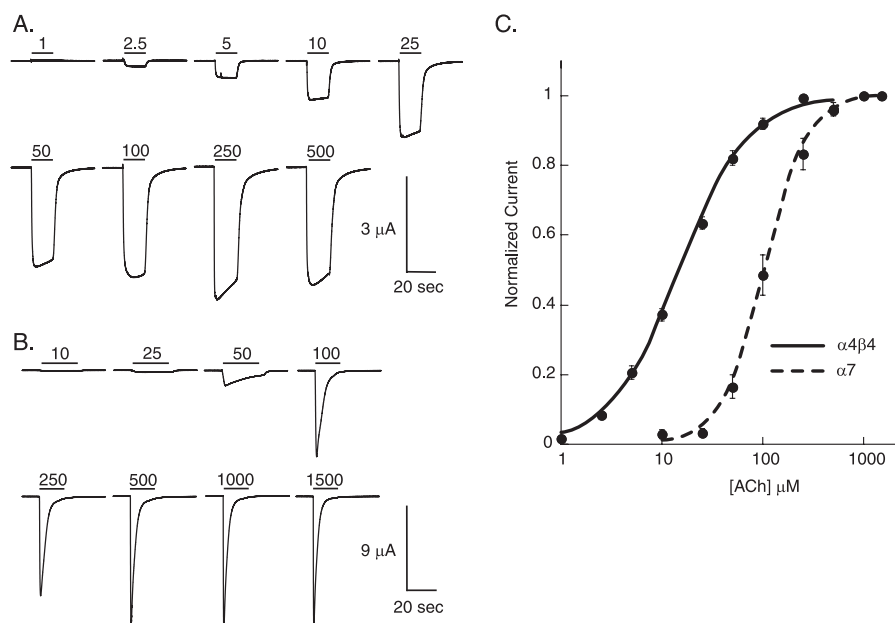 A.
1 2.5 5 10 25
50 100 250 500
3 μA
20 sec
B.
10 25 50 100
250 500 1000 1500
9 μA
20 sec
C.
Normalized Current
1
0.8
0.6
0.4
0.2
0
α4β4
α7
1 10 100 1000
[ACh] μM